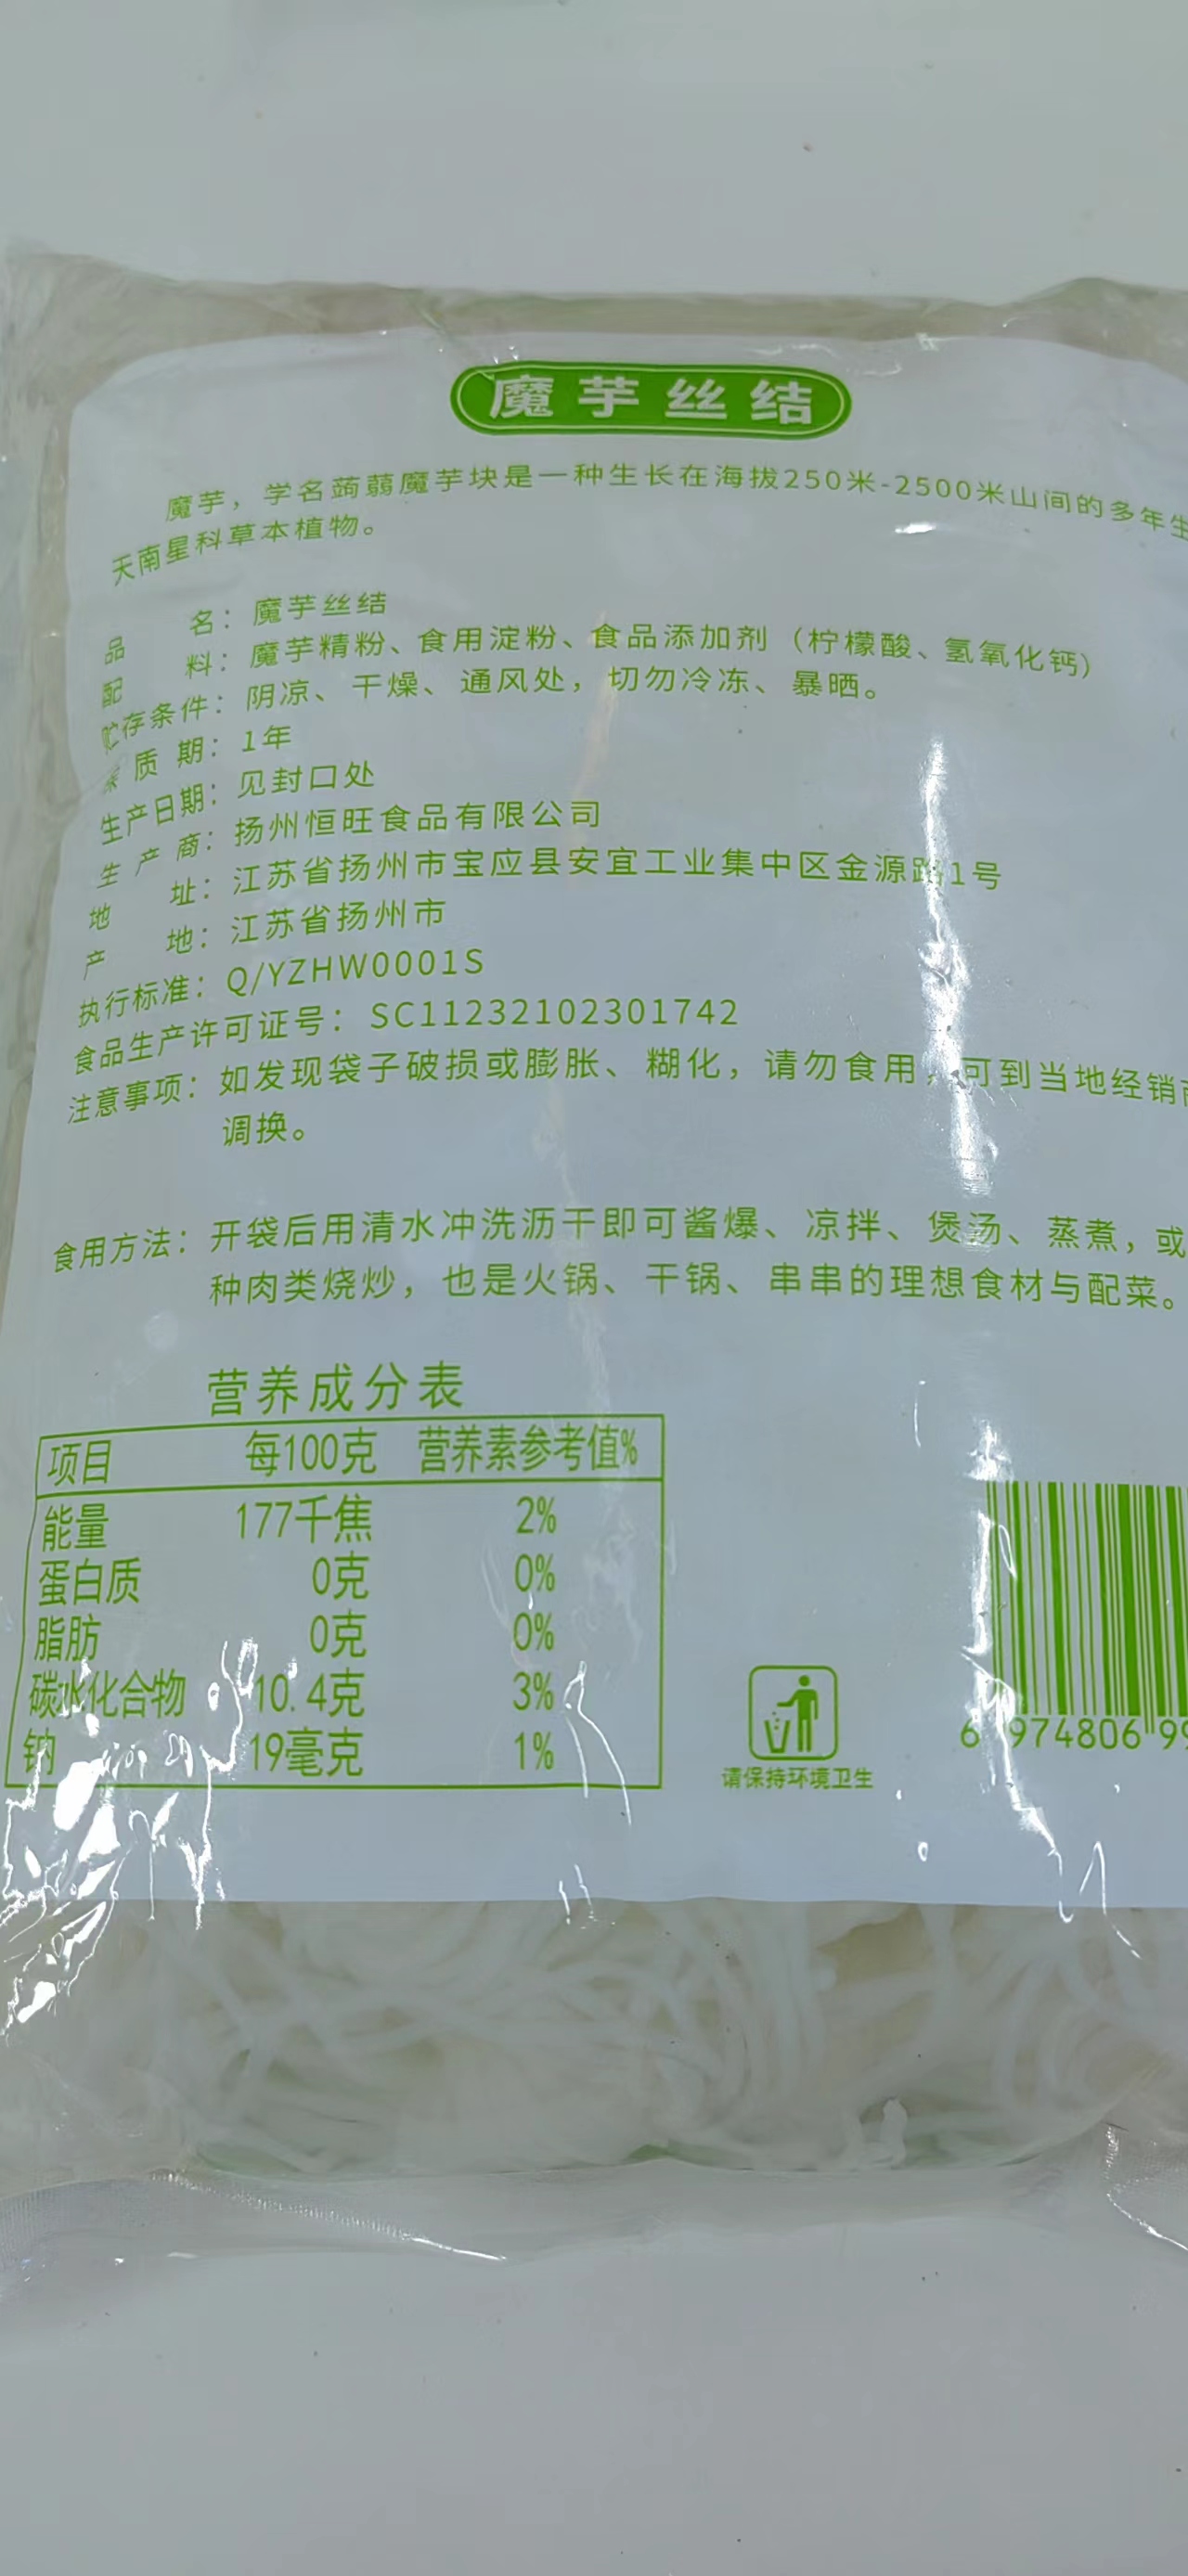 魔芋丝结
魔芋，学名蒟蒻魔芋块是一种生长在海拔250米-2500米山间的多年生
天南星科草本植物。
品 名：魔芋丝结
配 料：魔芋精粉、食用淀粉、食品添加剂（柠檬酸、氢氧化钙）
贮存条件：阴凉、干燥、通风处，切勿冷冻、暴晒。
保 质 期：1年
生产日期：见封口处
生 产 商：扬州恒旺食品有限公司
地 址：江苏省扬州市宝应县安宜工业集中区金源路1号
产 地：江苏省扬州市
执行标准：Q/YZHW0001S
食品生产许可证号：SC11232102301742
注意事项：如发现袋子破损或膨胀、糊化，请勿食用，可到当地经销商
调换。
食用方法：开袋后用清水冲洗沥干即可酱爆、凉拌、煲汤、蒸煮，或
种肉类烧炒，也是火锅、干锅、串串的理想食材与配菜。
营养成分表
项目 每100克 营养素参考值%
能量 177千焦 2%
蛋白质 0克 0%
脂肪 0克 0%
碳水化合物 10.4克 3%
钠 19毫克 1%
请保持环境卫生
6 974806 99